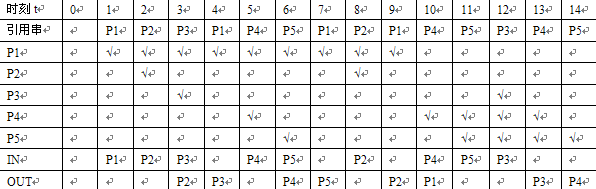 时刻 t 0 1 2 3 4 5 6 7 8 9 10 11 12 13 14
引用串 P1 P2 P3 P1 P4 P5 P1 P2 P1 P4 P5 P3 P4 P5
P1 √ √ √ √ √ √ √ √ √
P2 √ √
P3 √ √
P4 √ √ √ √ √
P5 √ √ √ √ √
IN P1 P2 P3 P4 P5 P2 P4 P5 P3
OUT P2 P3 P4 P5 P2 P1 P3 P4